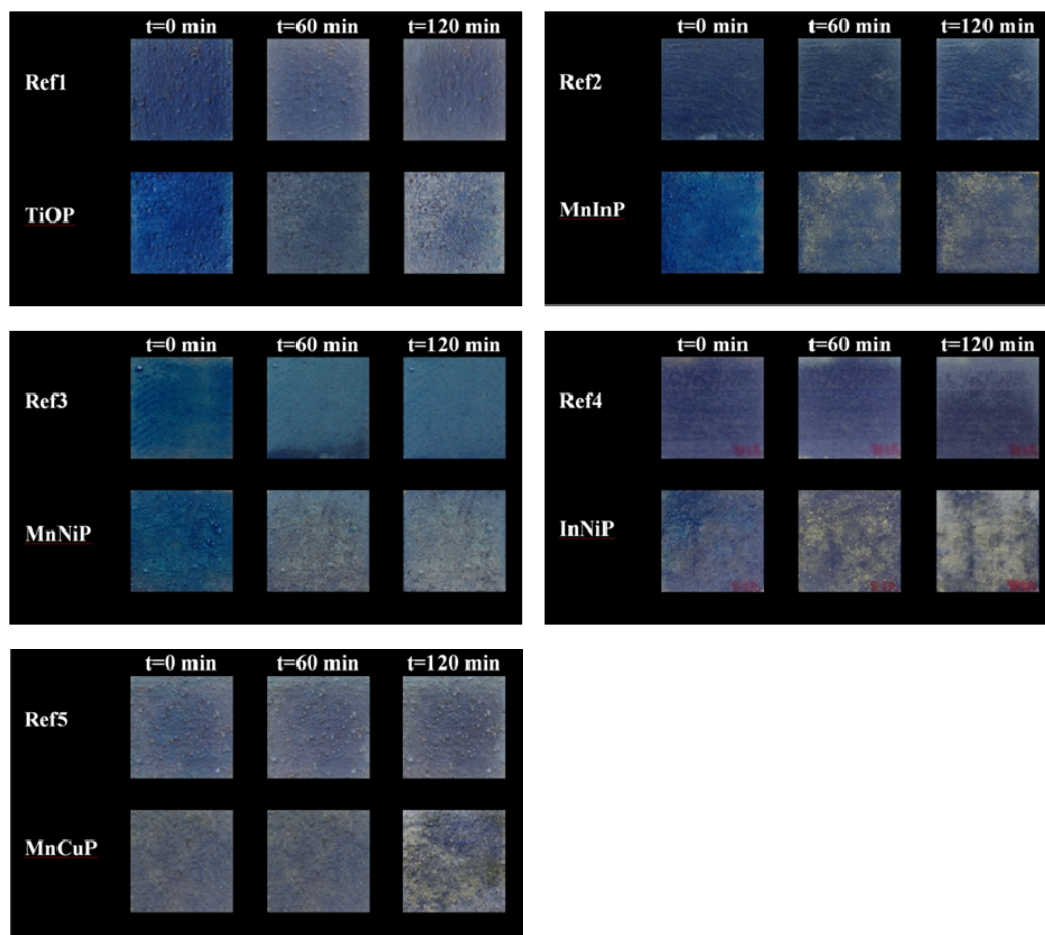 t=0 min t=60 min t=120 min
Ref1
TiOP
t=0 min t=60 min t=120 min
Ref2
MnInP
t=0 min t=60 min t=120 min
Ref3
MnNiP
t=0 min t=60 min t=120 min
Ref4
InNiP
t=0 min t=60 min t=120 min
Ref5
MnCuP